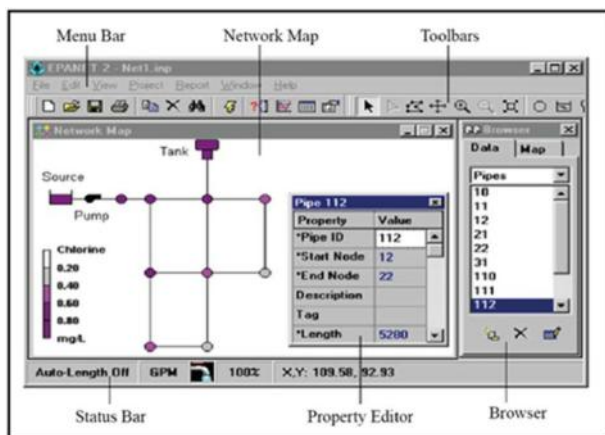 Menu Bar
Network Map
Toolbars
EPANET 2 - Net1.inp
File Edit View Project Report Window Help
Network Map
Browser
Data Map
Tank
Source
Pump
Pipes
10
11
12
21
22
31
110
111
112
Pipe 112
Property Value
*Pipe ID 112
*Start Node 12
*End Node 22
Description
Tag
*Length 5280
Chlorine
0.20
0.40
0.60
0.80
mg/L
Auto-Length Off GPM 100% X,Y: 109.58, 92.93
Status Bar
Property Editor
Browser